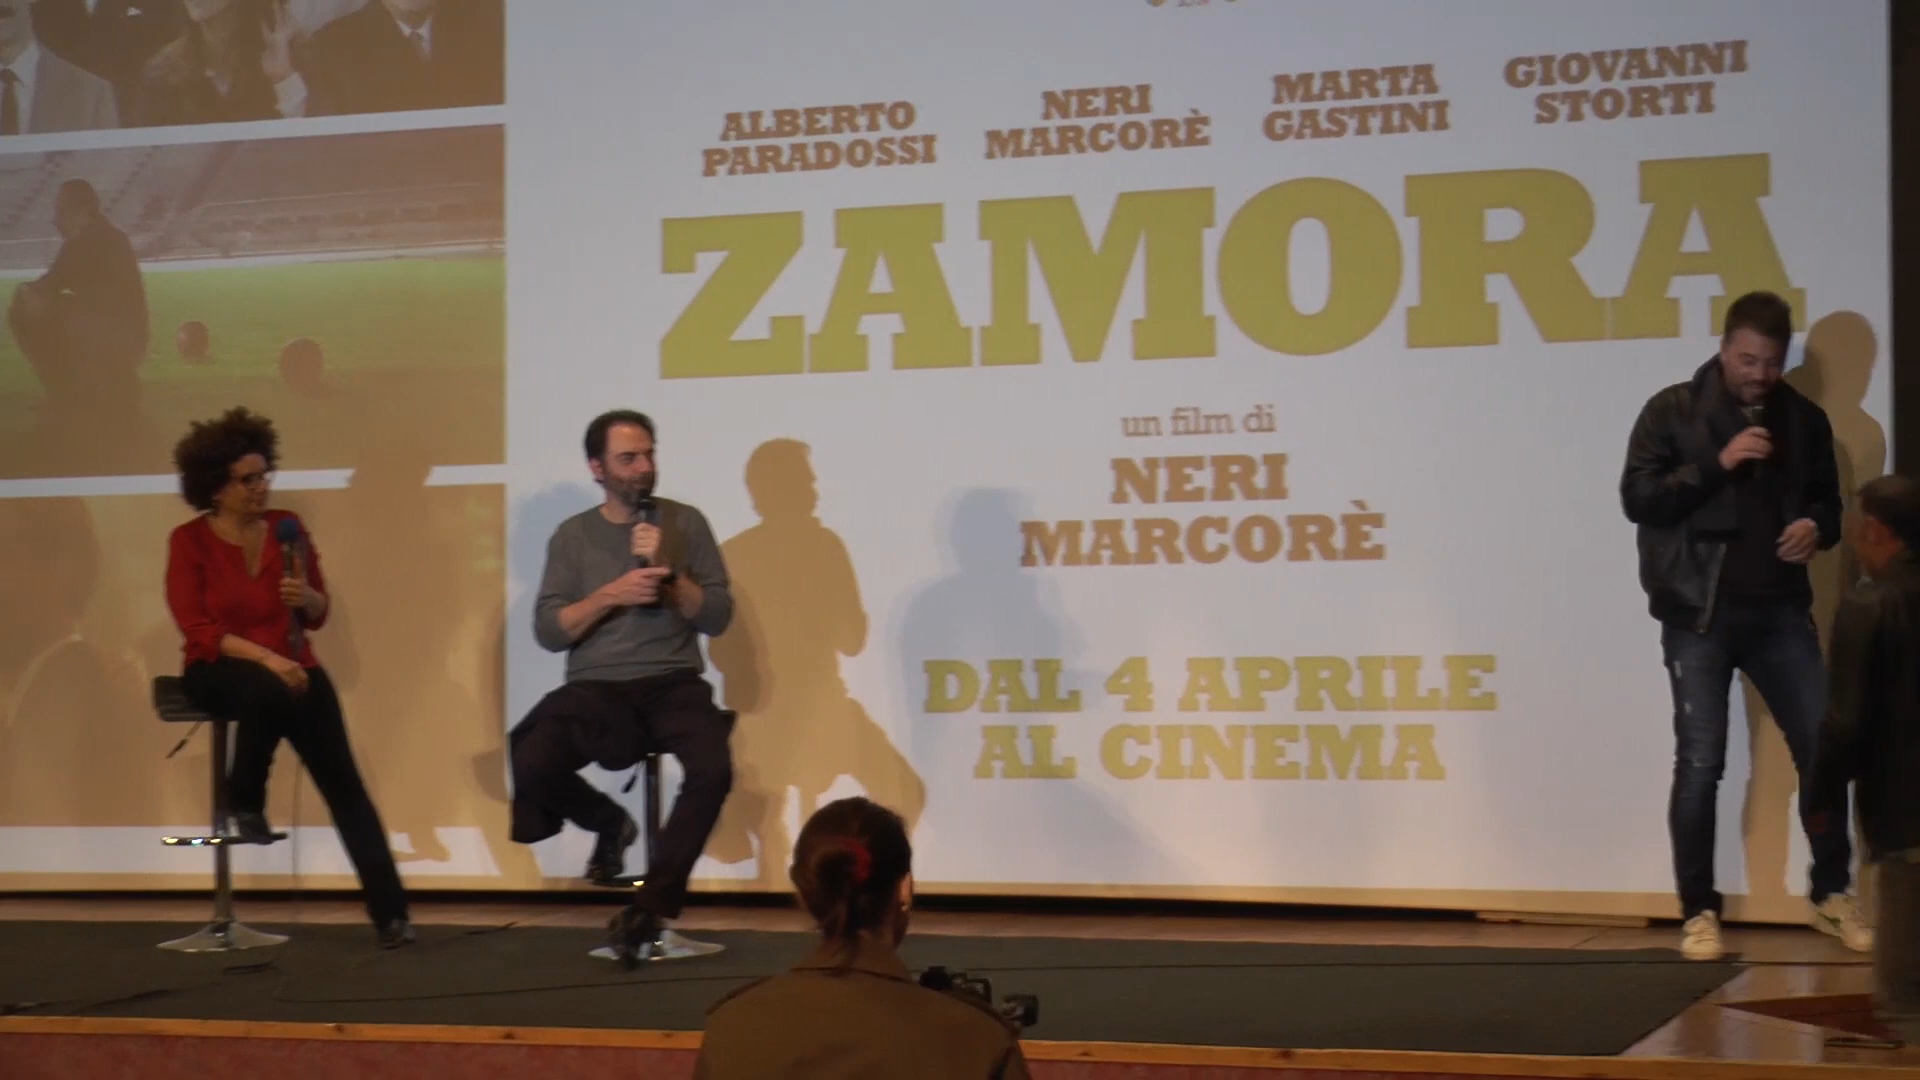 ALBERTO
PARADOSSI
NERI
MARCORÈ
MARTA
GASTINI
GIOVANNI
STORTI
ZAMORA
un film di
NERI
MARCORÈ
DAL 4 APRILE
AL CINEMA